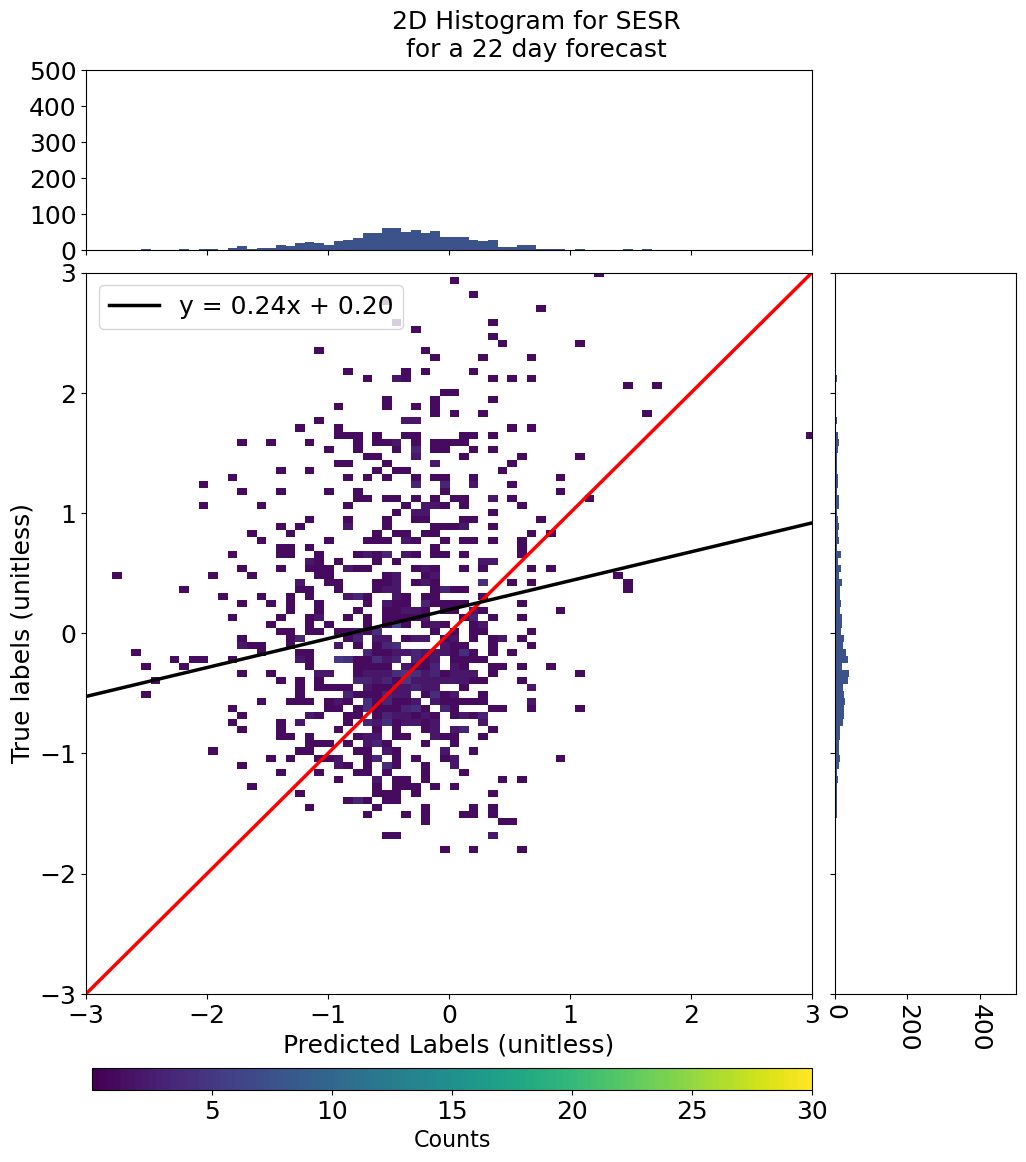 2D Histogram for SESR
for a 22 day forecast
500
400
300
200
100
0
3
2
1
0
−1
−2
−3
True labels (unitless)
y = 0.24x + 0.20
−3 −2 −1 0 1 2 3
Predicted Labels (unitless)
0 200 400
5 10 15 20 25 30
Counts